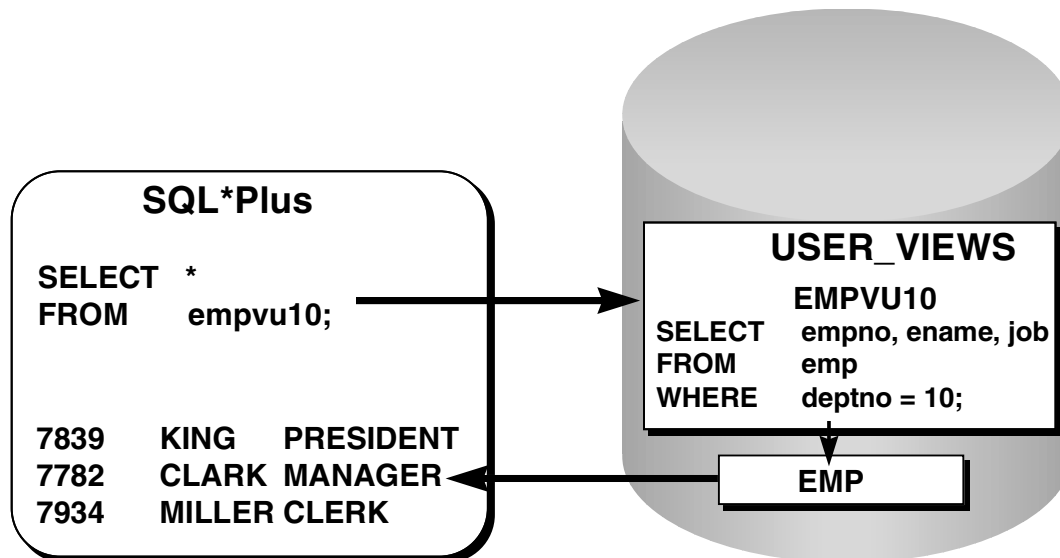 SQL*Plus
SELECT *
FROM empvu10;
7839 KING PRESIDENT
7782 CLARK MANAGER
7934 MILLER CLERK
USER_VIEWS
EMPVU10
SELECT empno, ename, job
FROM emp
WHERE deptno = 10;
EMP